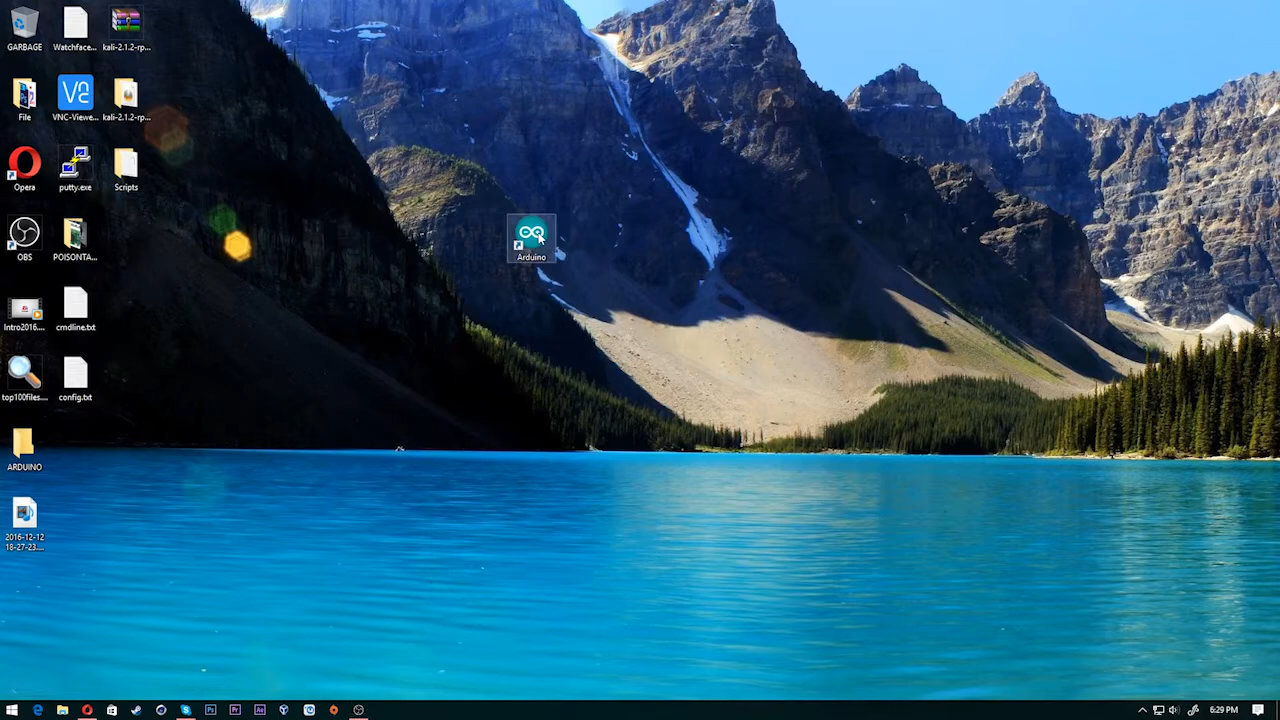 GARBAGE
Watchface...
kali-2.1.2-rp...
File
VNC-Viewe...
kali-2.1.2-rp...
Opera
putty.exe
Scripts
OBS
POISONTA...
Arduino
Intro2016....
cmdline.txt
top100files...
config.txt
ARDUINO
2016-12-12
18-27-23....
6:29 PM